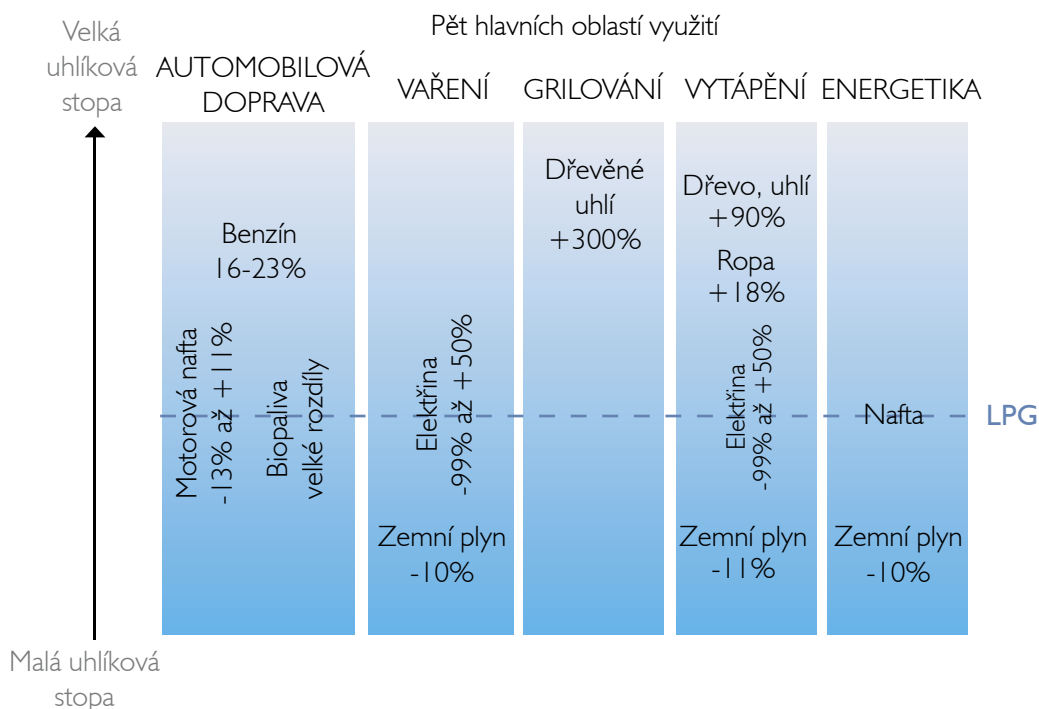 Pět hlavních oblastí využití
Velká
uhlíková
stopa
AUTOMOBILOVÁ
DOPRAVA
VAŘENÍ
GRILOVÁNÍ
VYTÁPĚNÍ
ENERGETIKA
Benzín
16-23%
Motorová nafta
-13% až +11%
Biopaliva
velké rozdíly
Elektřina
-99% až +50%
Zemní plyn
-10%
Dřevěné
uhlí
+300%
Dřevo, uhlí
+90%
Ropa
+18%
Elektřina
-99% až +50%
Zemní plyn
-11%
Nafta
Zemní plyn
-10%
LPG
Malá uhlíková
stopa